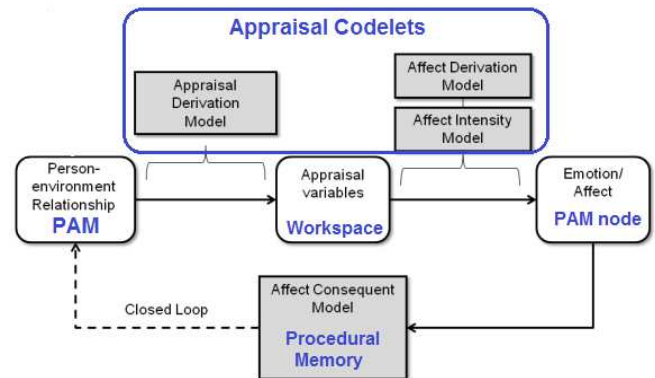 Appraisal Codelets
Appraisal
Derivation
Model
Affect Derivation
Model
Affect Intensity
Model
Person-
environment
Relationship
PAM
Appraisal
variables
Workspace
Emotion/
Affect
PAM node
Closed Loop
Affect Consequent
Model
Procedural
Memory